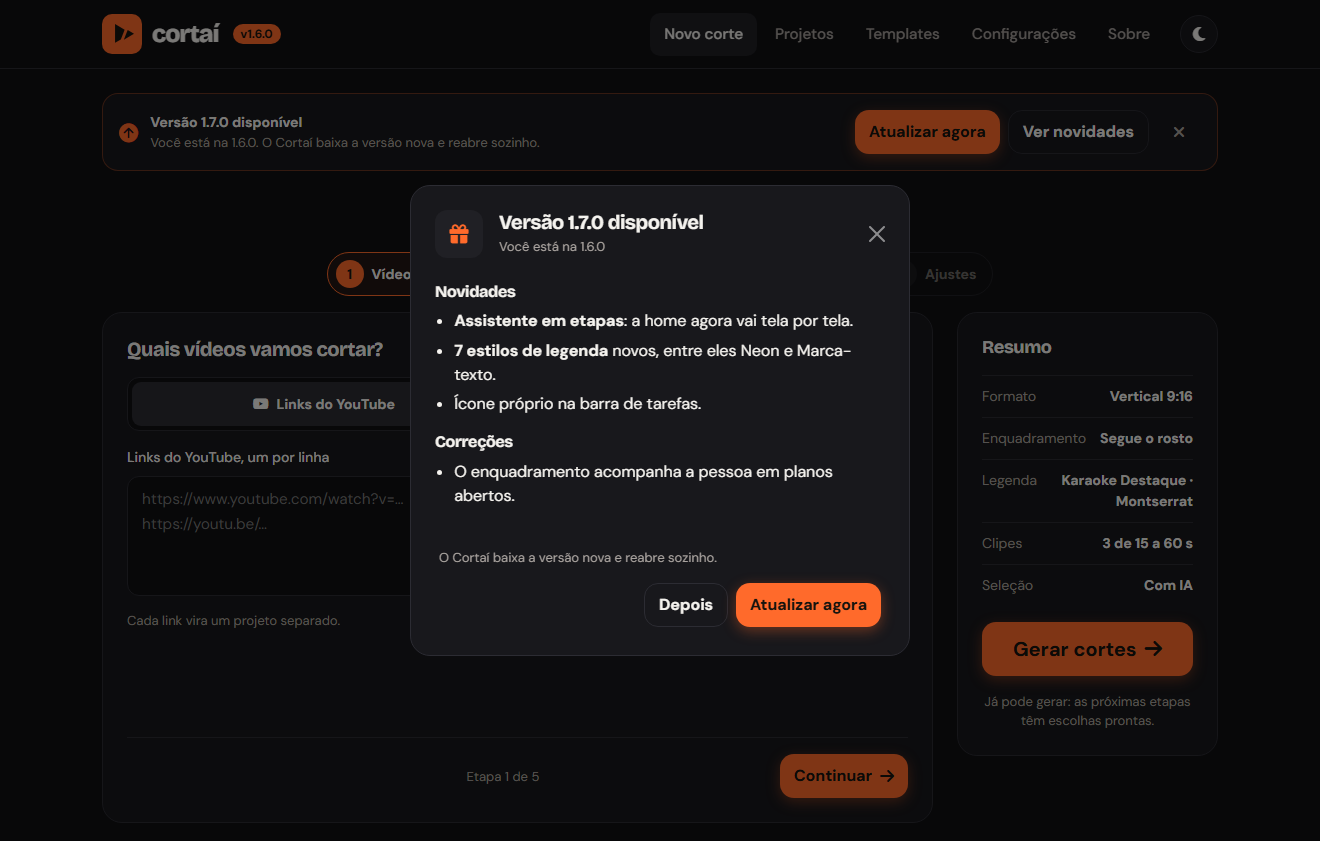 cortaí
v1.6.0
Novo corte
Projetos
Templates
Configurações
Sobre
Versão 1.7.0 disponível
Você está na 1.6.0. O Cortaí baixa a versão nova e reabre sozinho.
Atualizar agora
Ver novidades
1 Vídeo
Ajustes
Quais vídeos vamos cortar?
Links do YouTube
Links do YouTube, um por linha
https://www.youtube.com/watch?v=...
https://youtu.be/...
Cada link vira um projeto separado.
Etapa 1 de 5
Continuar →
Versão 1.7.0 disponível
Você está na 1.6.0
Novidades
• Assistente em etapas: a home agora vai tela por tela.
• 7 estilos de legenda novos, entre eles Neon e Marca-
texto.
• Ícone próprio na barra de tarefas.
Correções
• O enquadramento acompanha a pessoa em planos
abertos.
O Cortaí baixa a versão nova e reabre sozinho.
Depois
Atualizar agora
Resumo
Formato Vertical 9:16
Enquadramento Segue o rosto
Legenda Karaoke Destaque ·
Montserrat
Clipes 3 de 15 a 60 s
Seleção Com IA
Gerar cortes →
Já pode gerar: as próximas etapas
têm escolhas prontas.